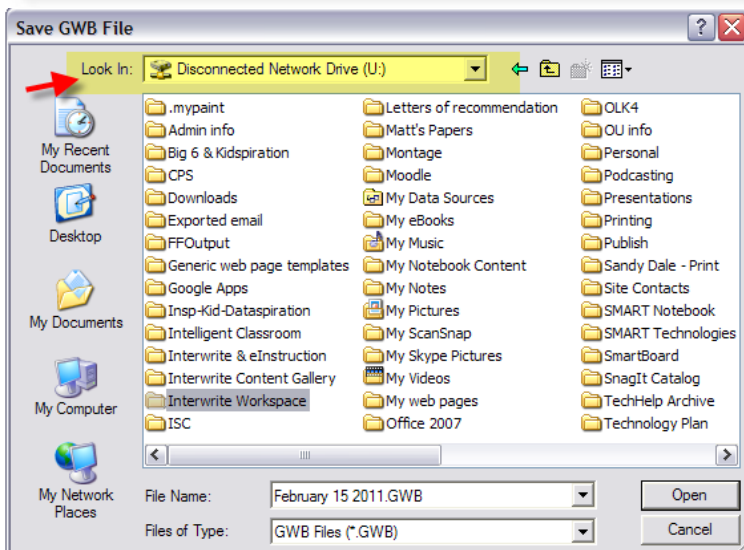 Save GWB File
Look In: Disconnected Network Drive (U:)
My Recent Documents
Desktop
My Documents
My Computer
My Network Places
.mypaint
Admin info
Big 6 & Kidspiration
CPS
Downloads
Exported email
FFOutput
Generic web page templates
Google Apps
Insp-Kid-Dataspiration
Intelligent Classroom
Interwrite & eInstruction
Interwrite Content Gallery
Interwrite Workspace
ISC
Letters of recommendation
Matt's Papers
Montage
Moodle
My Data Sources
My eBooks
My Music
My Notebook Content
My Notes
My Pictures
My ScanSnap
My Skype Pictures
My Videos
My web pages
Office 2007
OLK4
OU info
Personal
Podcasting
Presentations
Printing
Publish
Sandy Dale - Print
Site Contacts
SMART Notebook
SMART Technologies
SmartBoard
SnagIt Catalog
TechHelp Archive
Technology Plan
File Name: February 15 2011.GWB Open
Files of Type: GWB Files (*.GWB) Cancel